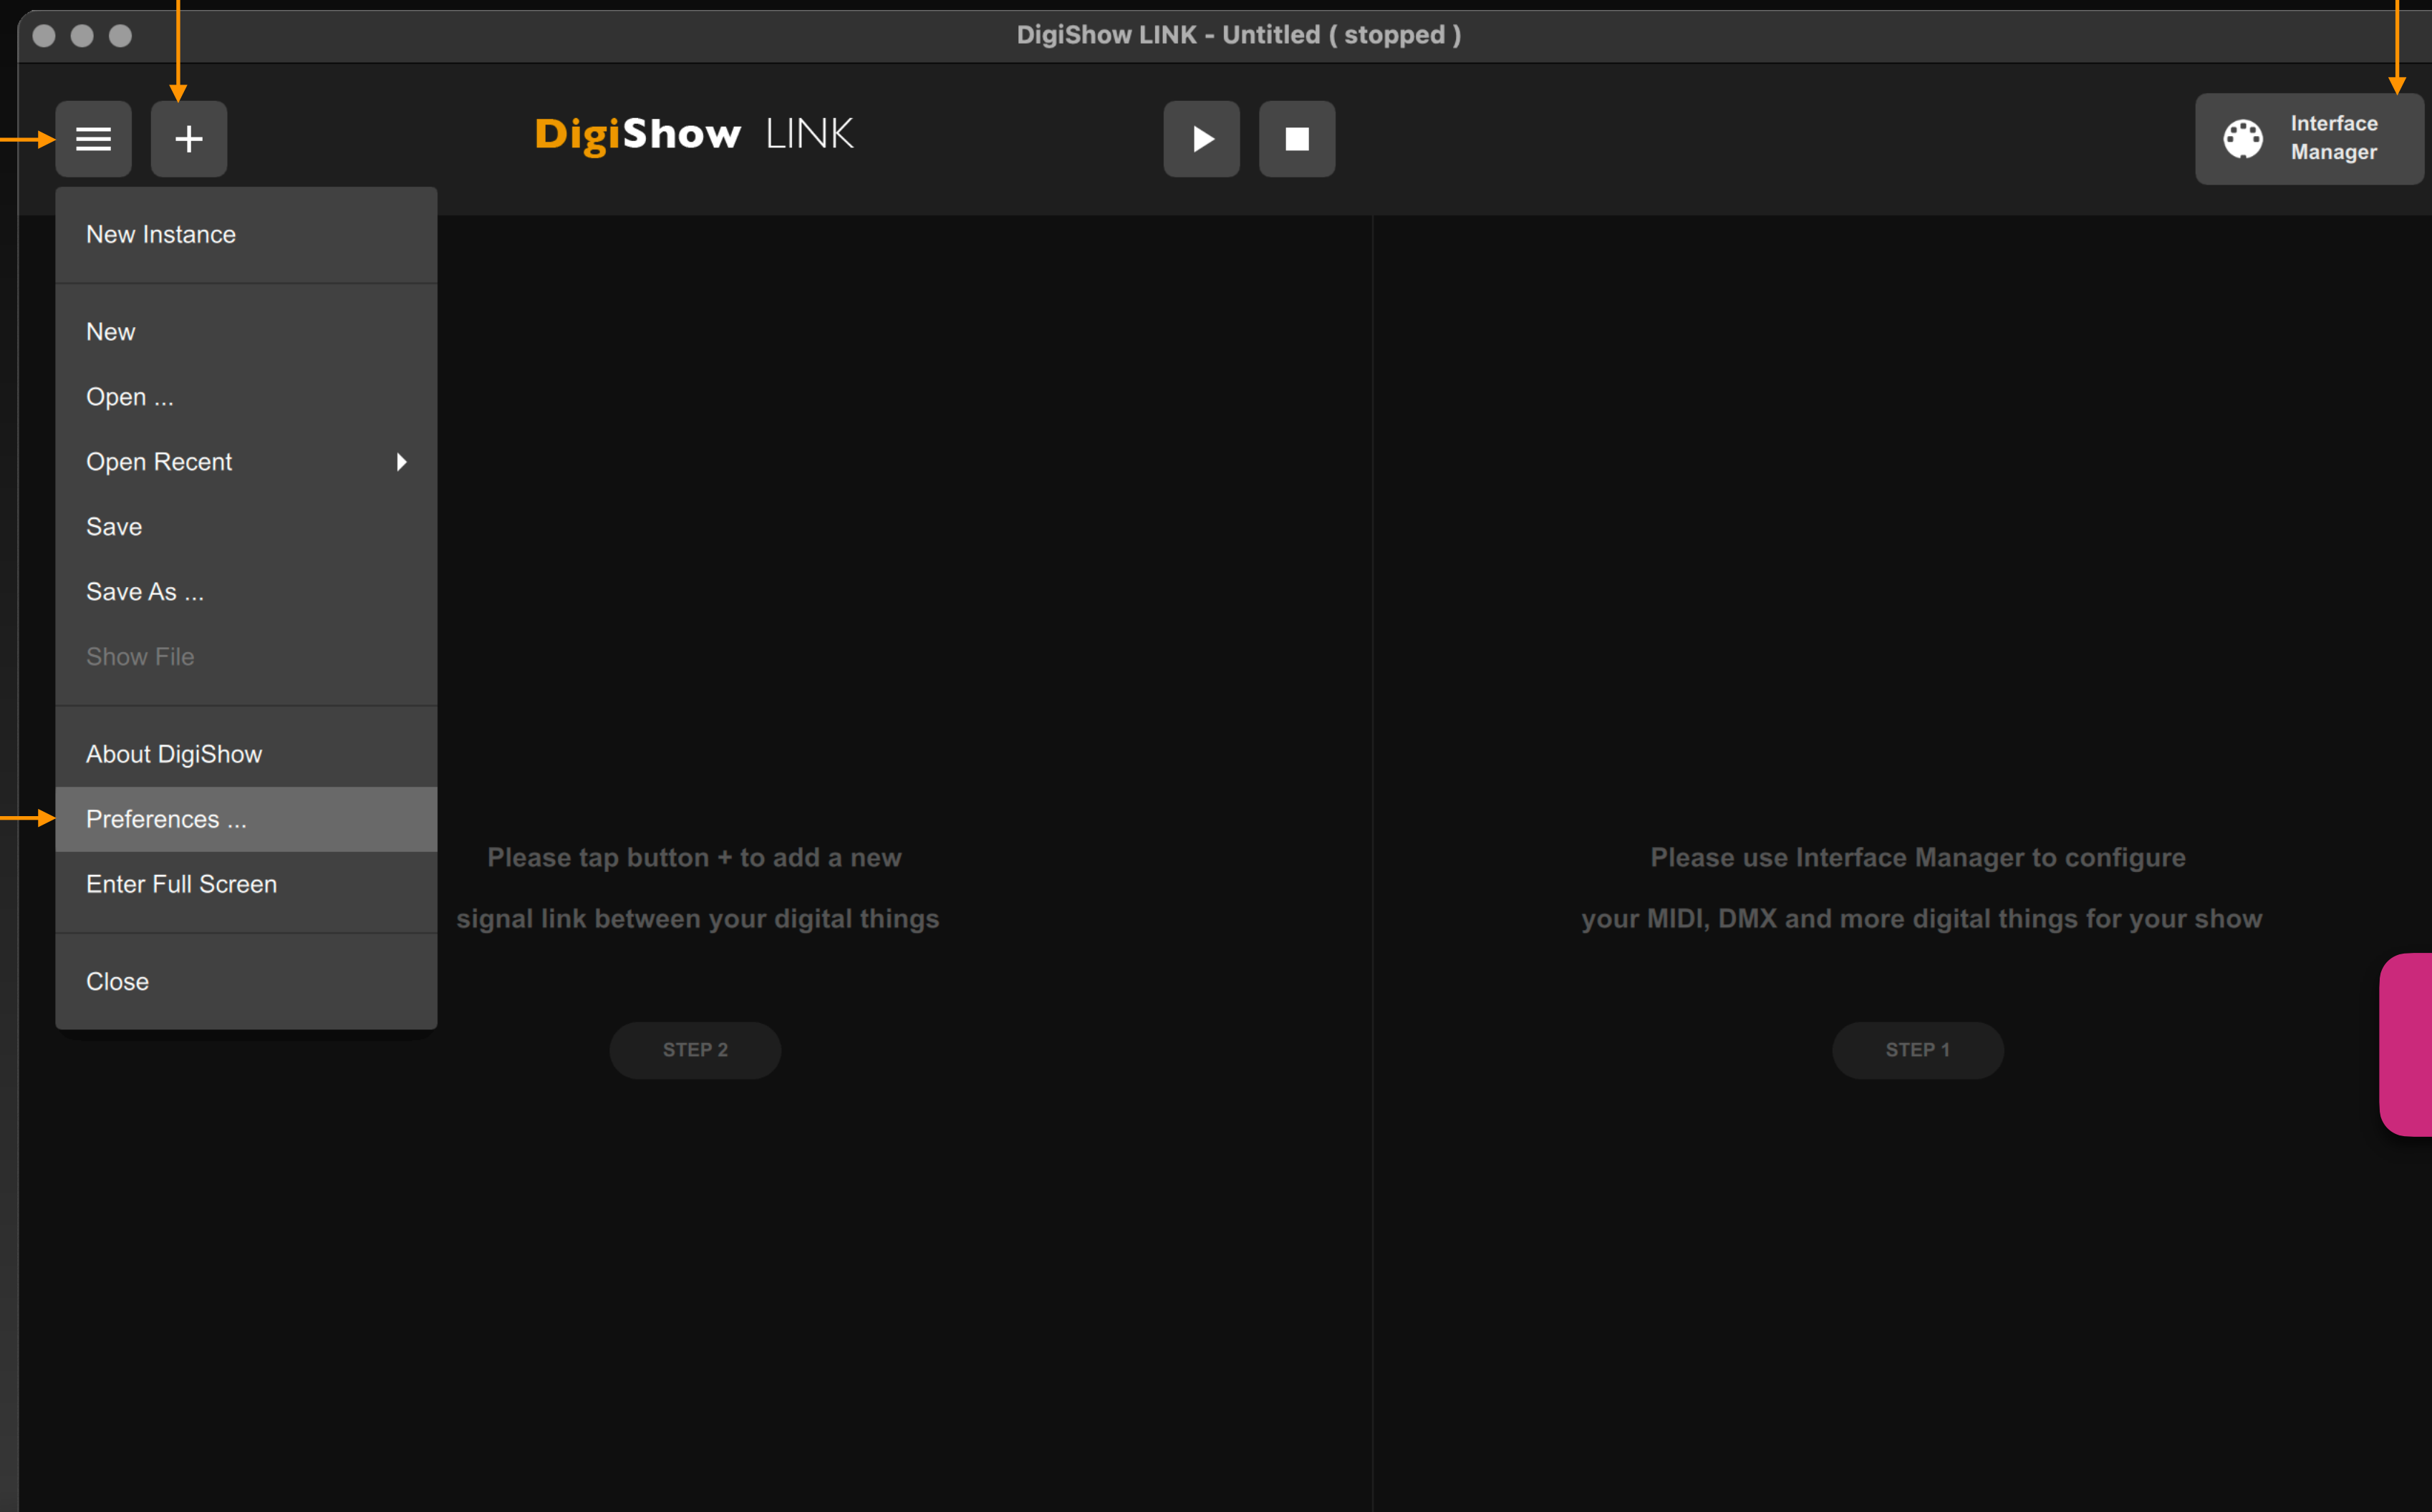 DigiShow LINK - Untitled ( stopped )
DigiShow LINK
Interface
Manager
New Instance
New
Open ...
Open Recent
Save
Save As ...
Show File
About DigiShow
Preferences ...
Enter Full Screen
Close
Please tap button + to add a new
signal link between your digital things
STEP 2
Please use Interface Manager to configure
your MIDI, DMX and more digital things for your show
STEP 1